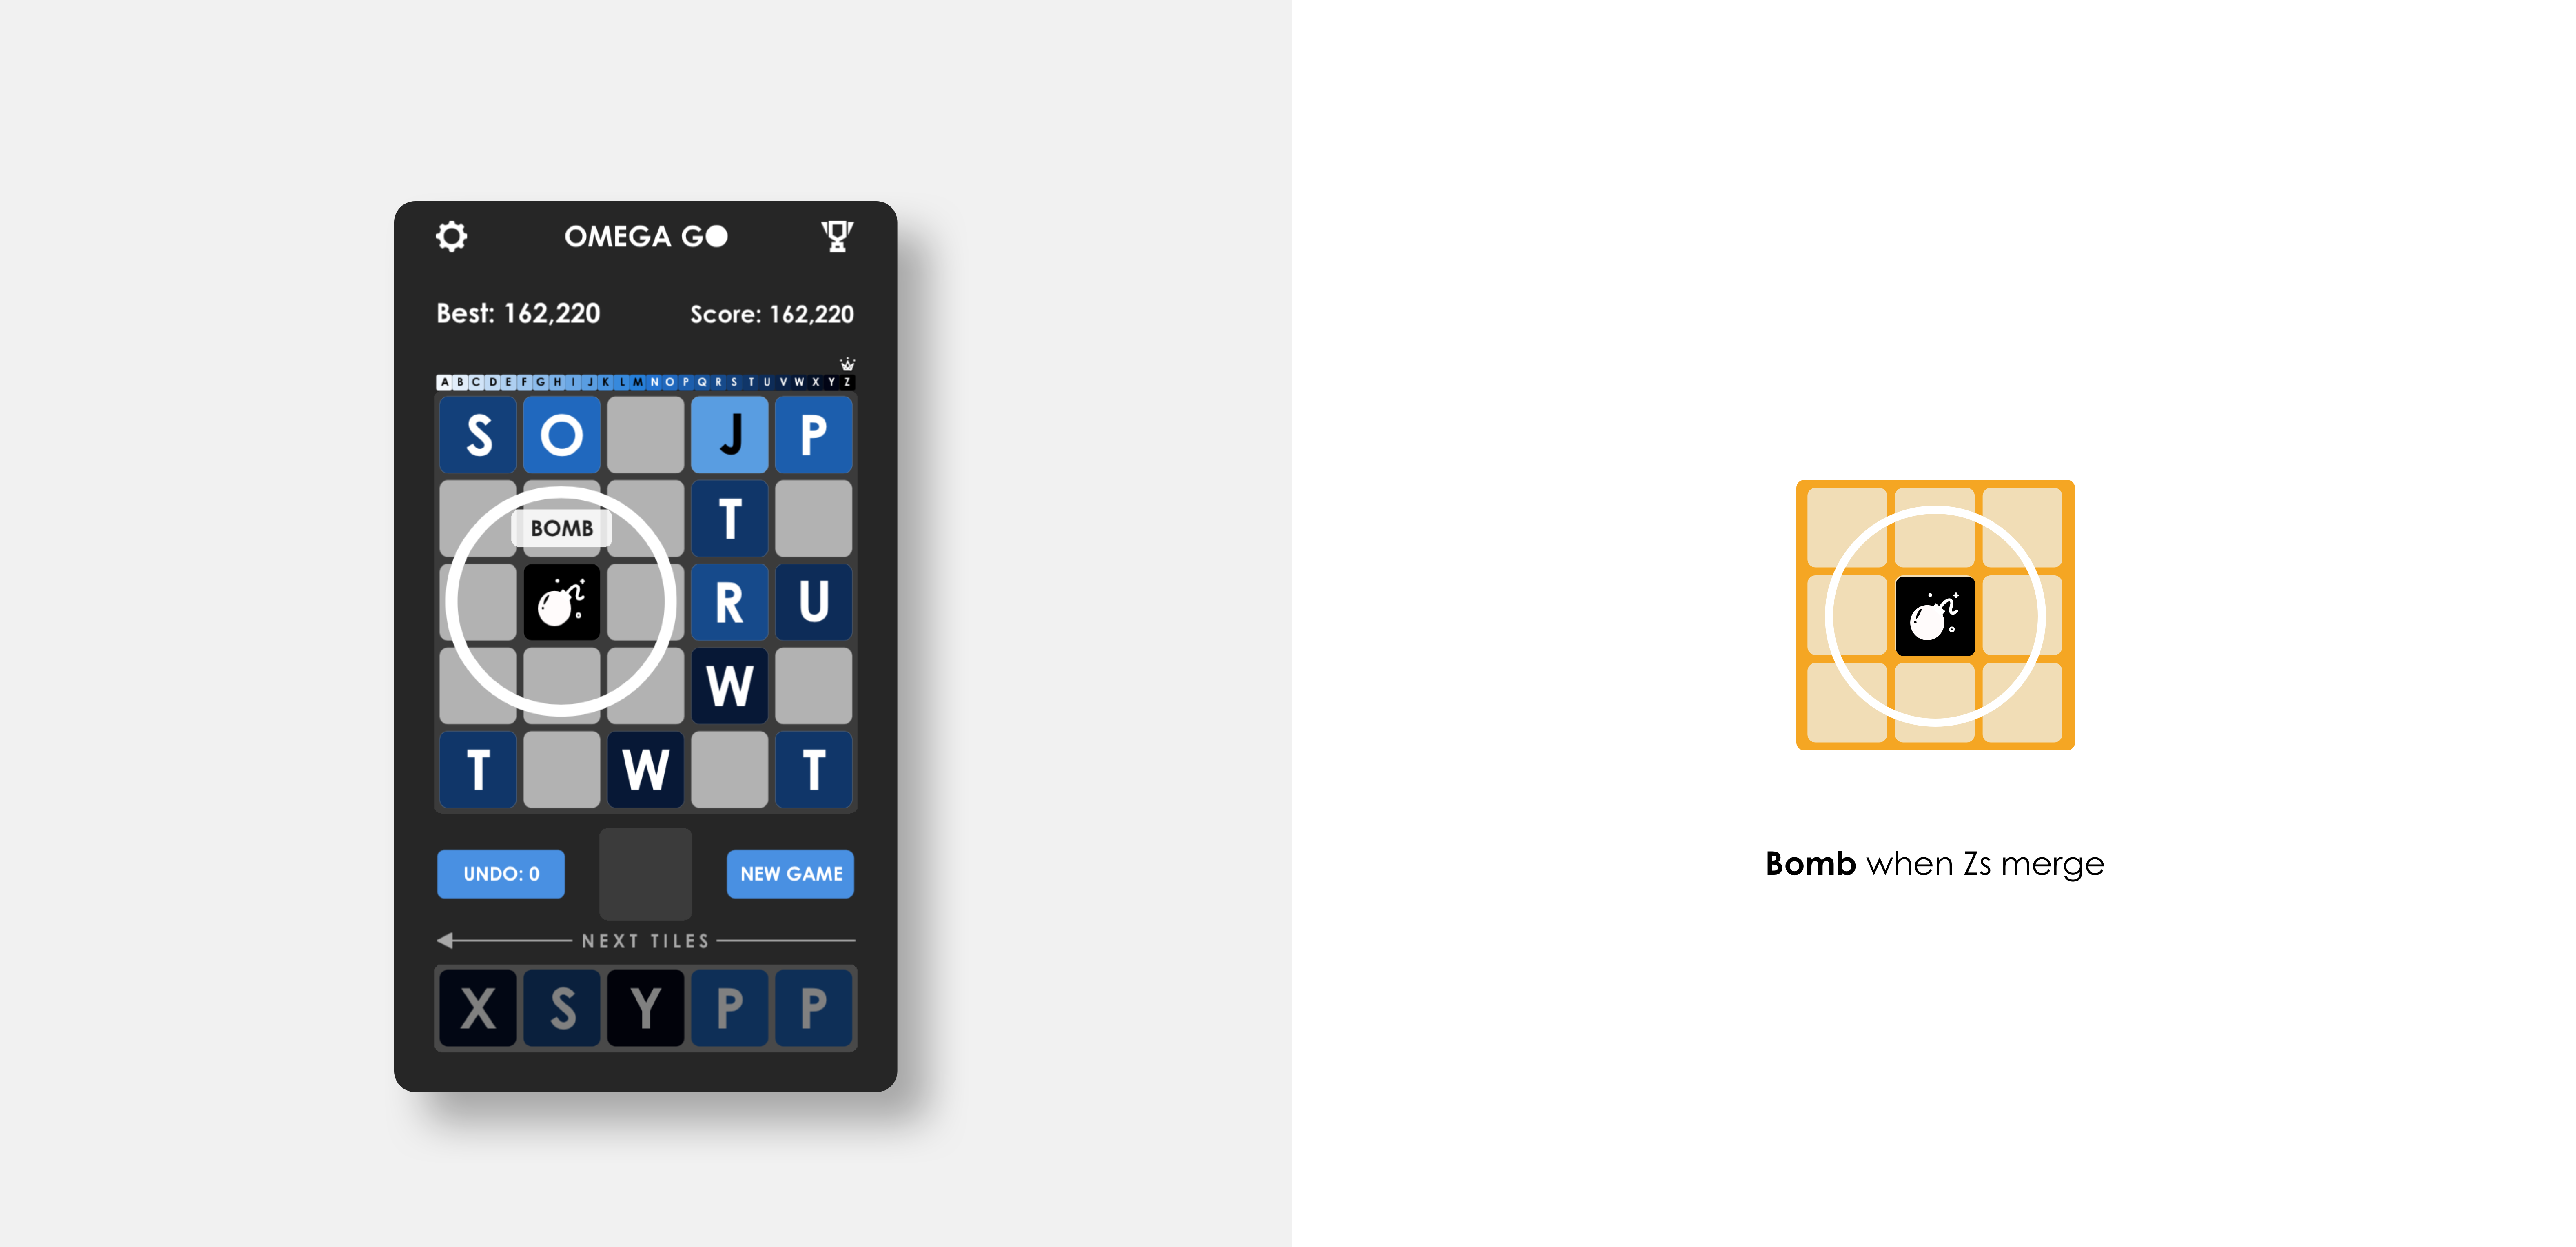 OMEGA GO
Best: 162,220 Score: 162,220
A B C D E F G H I J K L M N O P Q R S T U V W X Y Z
S O J P
T
BOMB
R U
W
T W T
UNDO: 0 NEW GAME
NEXT TILES
X S Y P P
Bomb when Zs merge